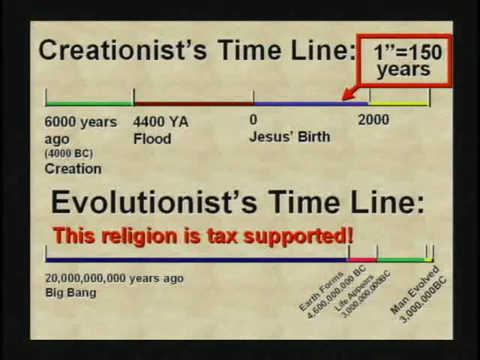 Creationist's Time Line:
1"=150
years
6000 years
ago
(4000 BC)
Creation
4400 YA
Flood
0
Jesus' Birth
2000
Evolutionist's Time Line:
This religion is tax supported!
20,000,000,000 years ago
Big Bang
Earth Forms
4,600,000,000 BC
Life Appears
3,000,000,000BC
Man Evolved
3,000,000BC